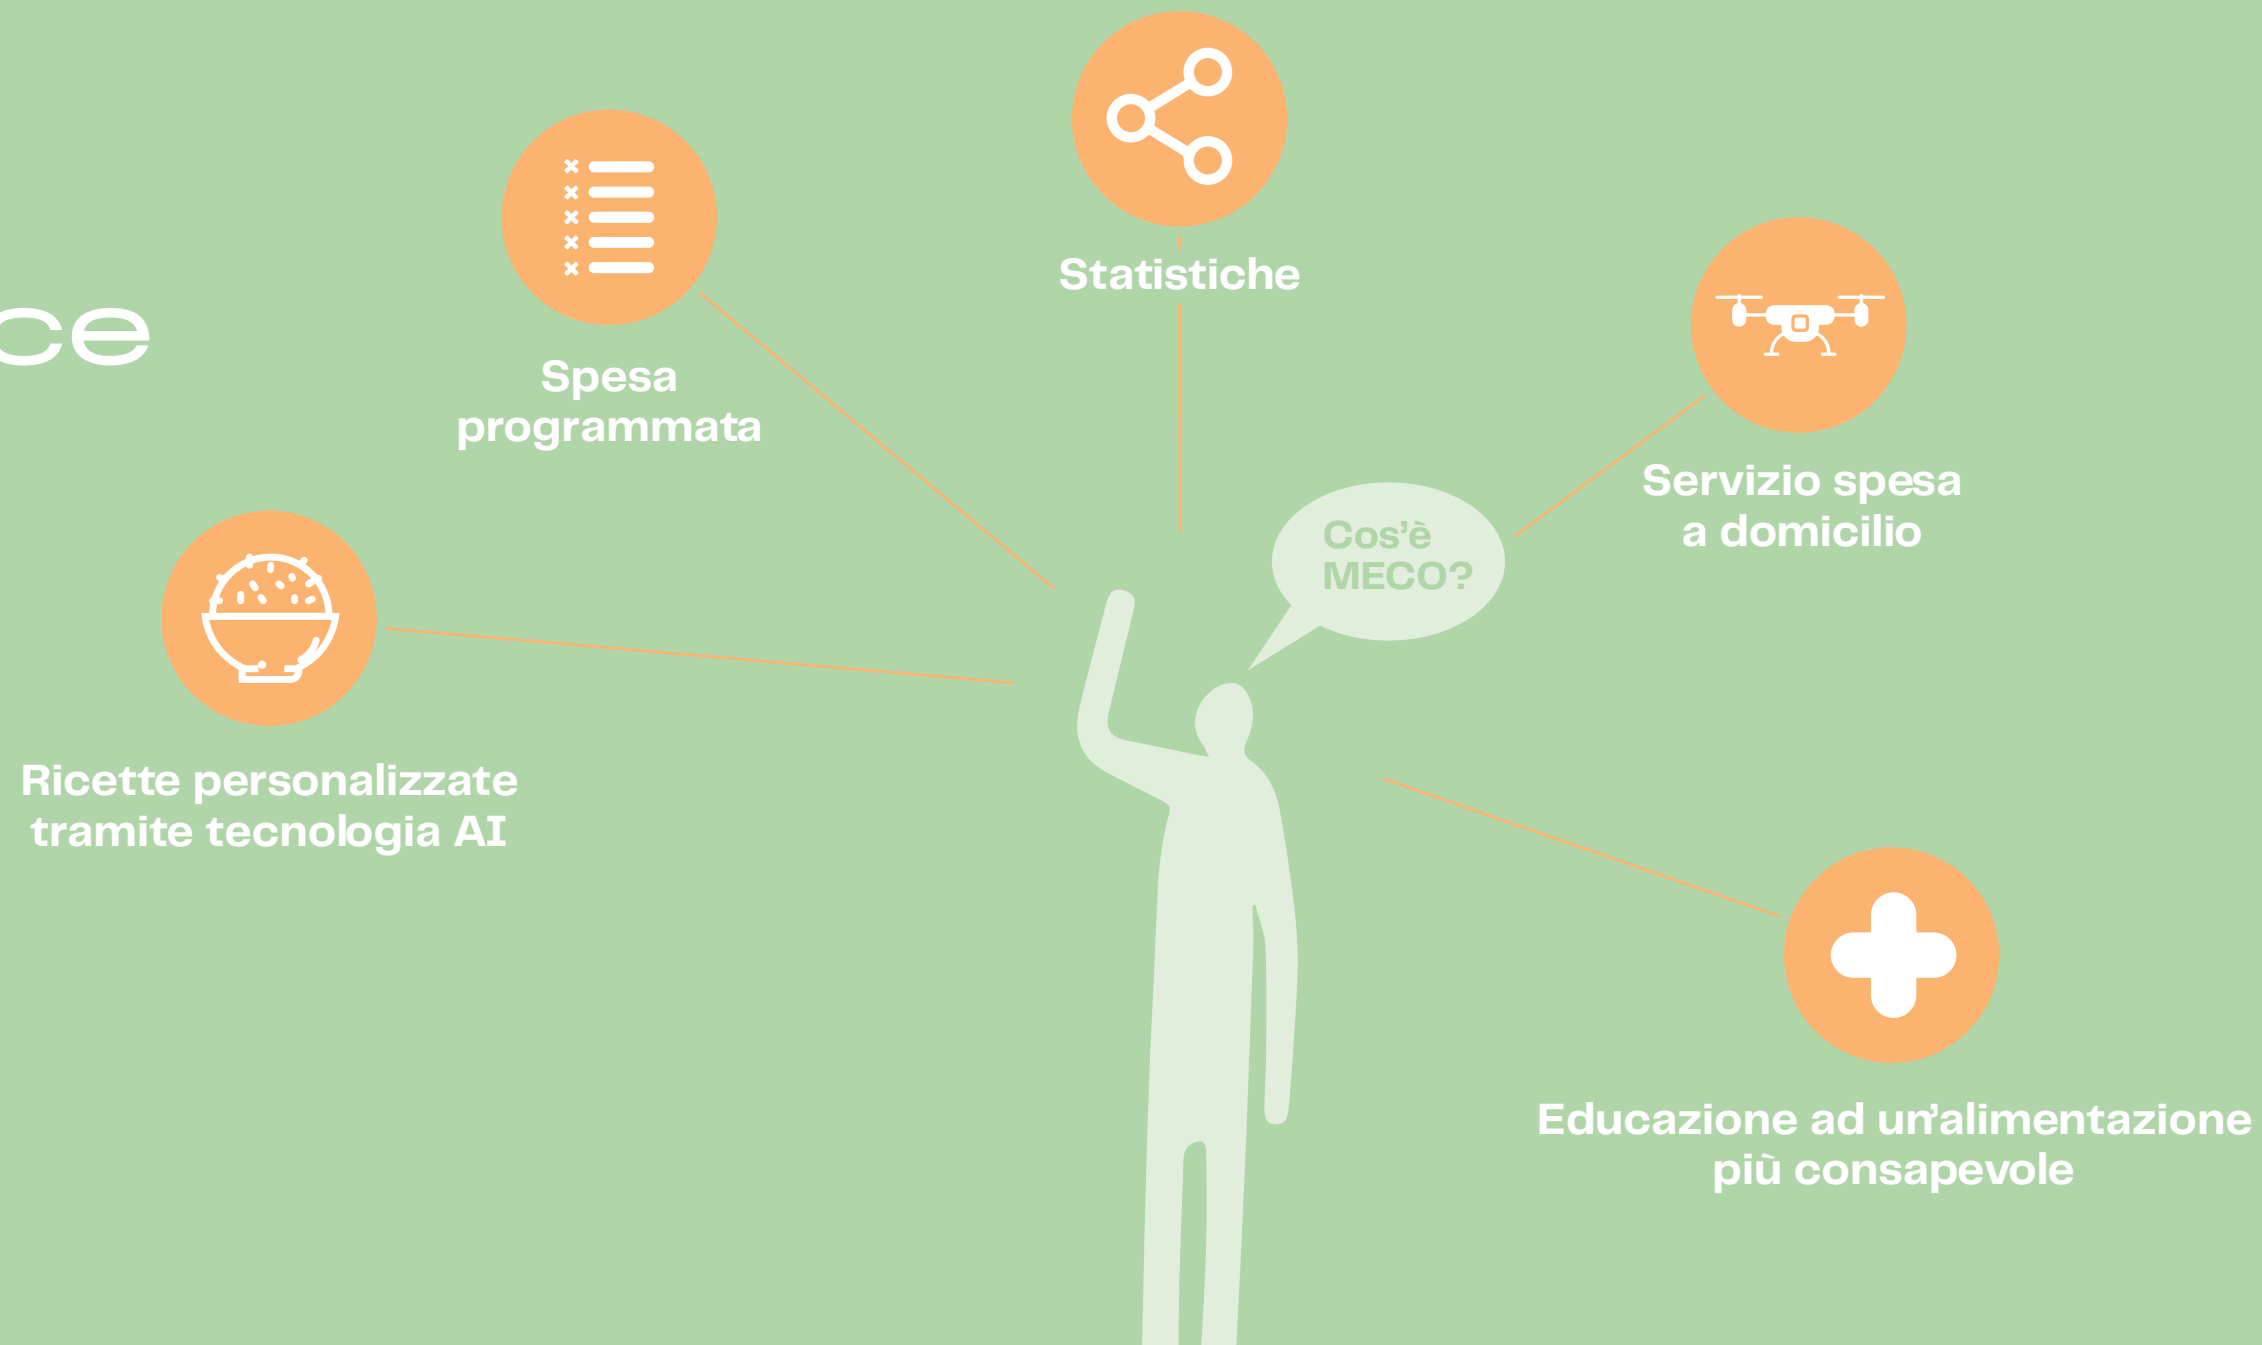 Statistiche
ce
Spesa
programmata
Servizio spesa
a domicilio
Cos’è
MECO?
Ricette personalizzate
tramite tecnologia AI
Educazione ad un’alimentazione
più consapevole